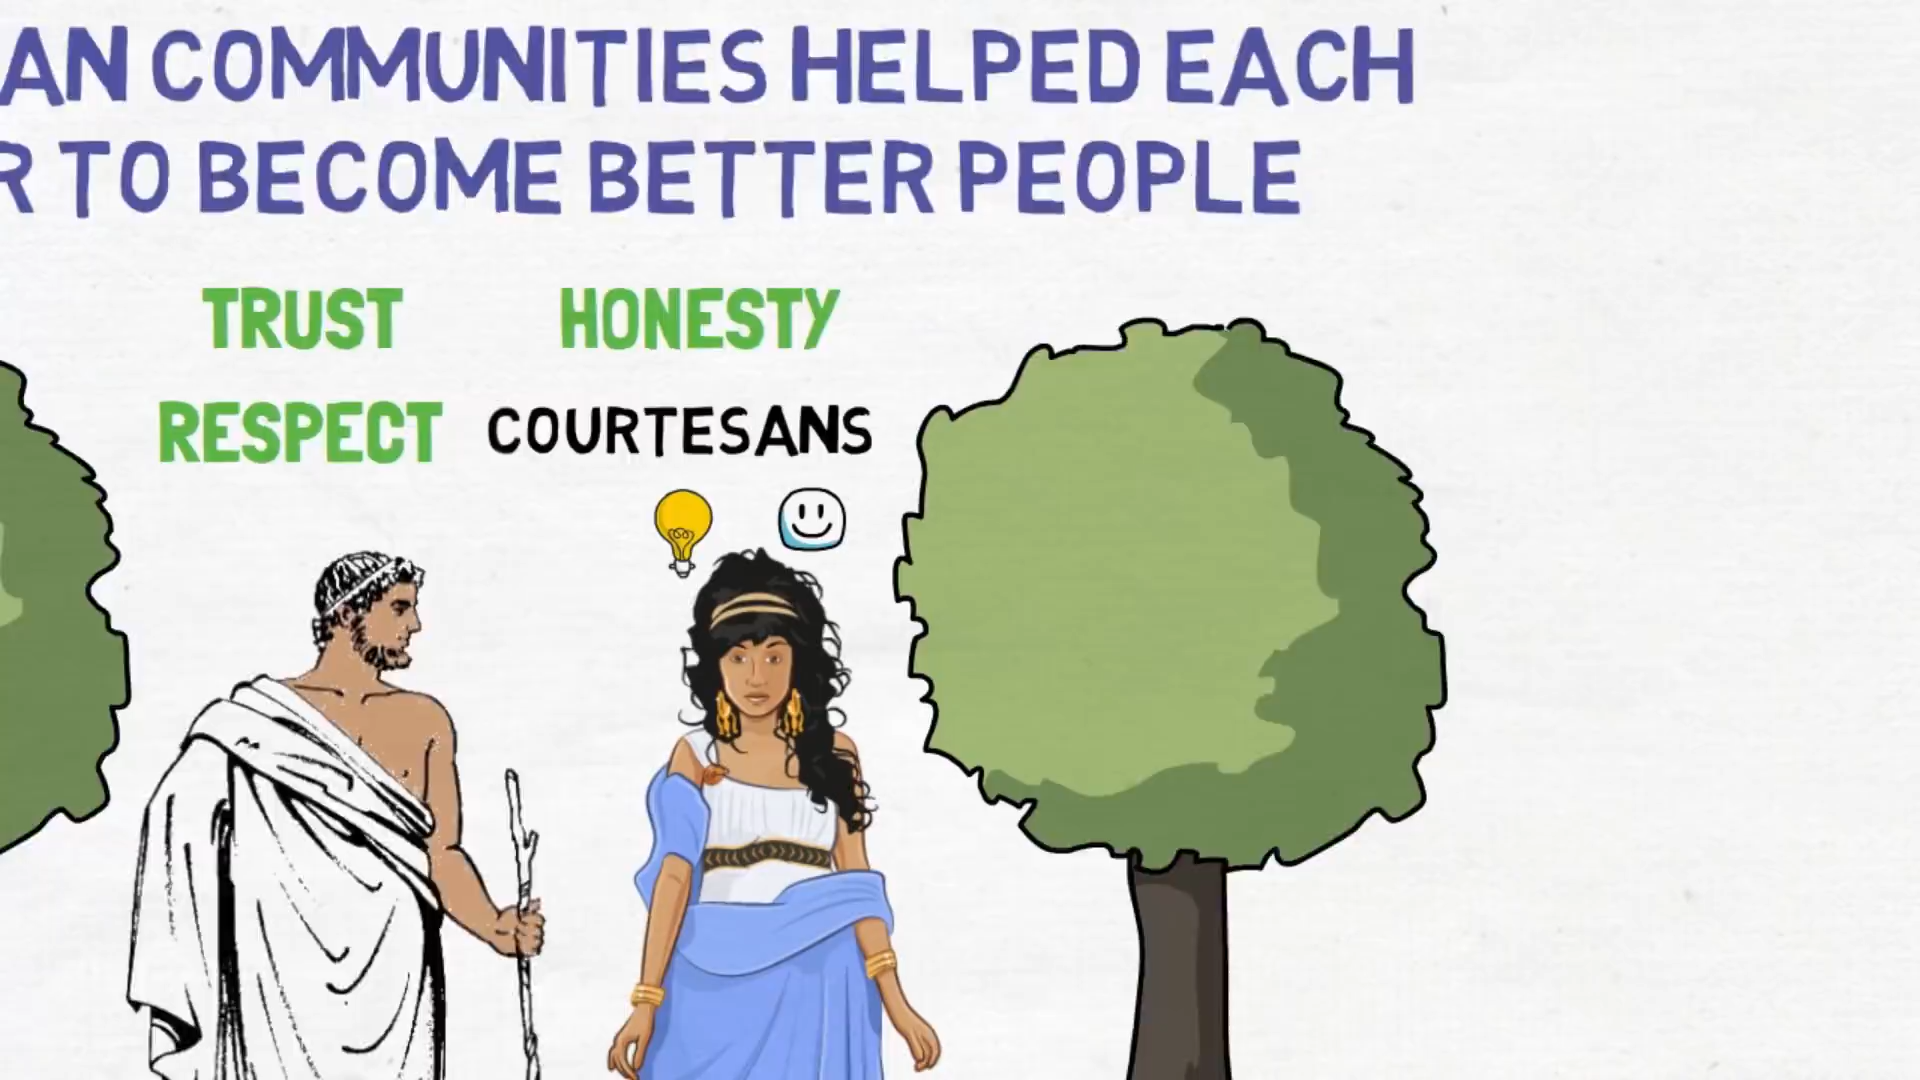 AN COMMUNITIES HELPED EACH
R TO BECOME BETTER PEOPLE
TRUST HONESTY
RESPECT COURTESANS